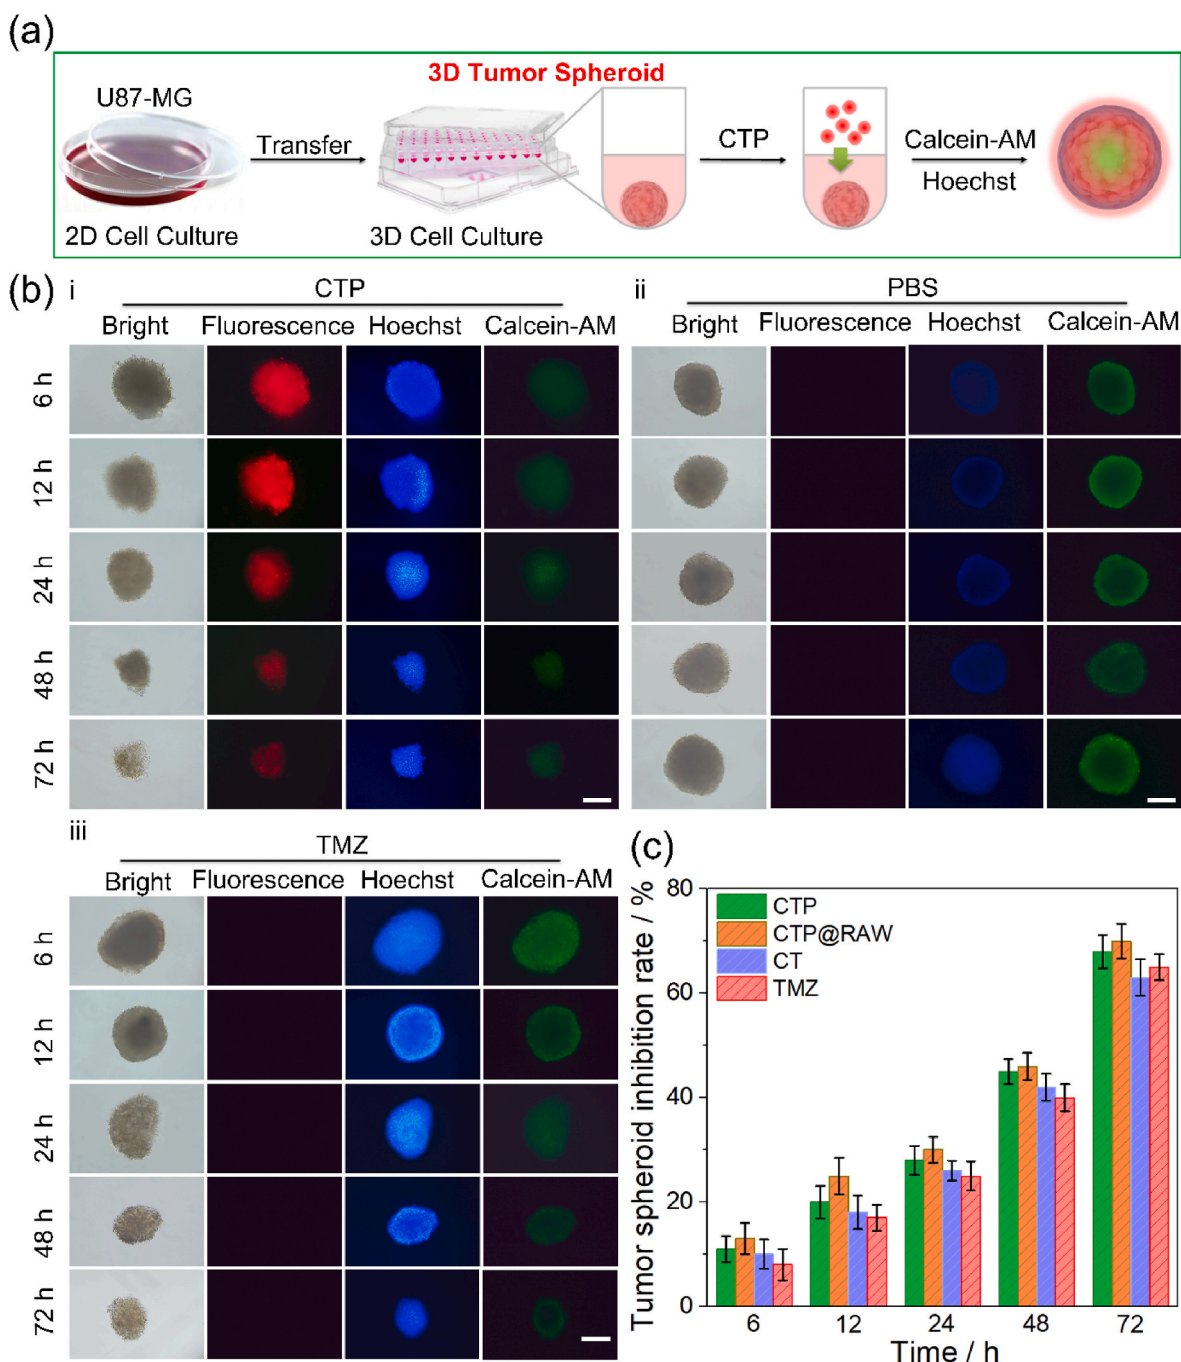 (a)
3D Tumor Spheroid
U87-MG
Transfer
CTP
Calcein-AM
Hoechst
2D Cell Culture
3D Cell Culture
(b)
i
CTP
Bright Fluorescence Hoechst Calcein-AM
6 h
12 h
24 h
48 h
72 h
ii
PBS
Bright Fluorescence Hoechst Calcein-AM
iii
TMZ
Bright Fluorescence Hoechst Calcein-AM
6 h
12 h
24 h
48 h
72 h
(c)
Tumor spheroid inhibition rate / %
80
60
40
20
0
CTP
CTP@RAW
CT
TMZ
6 12 24 48 72
Time / h